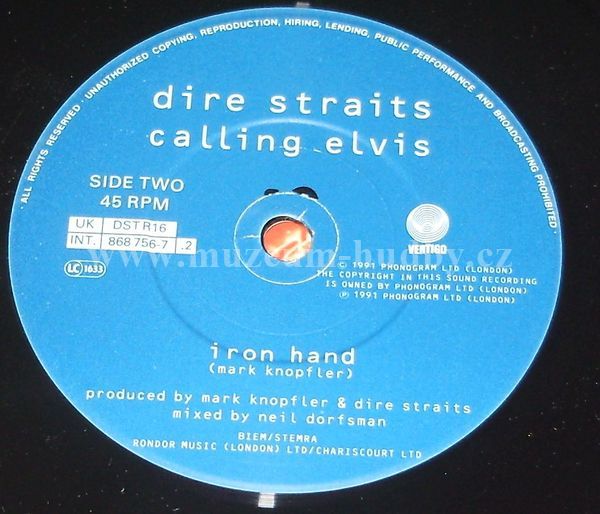 ALL RIGHTS RESERVED · UNAUTHORIZED COPYING, REPRODUCTION, HIRING, LENDING, PUBLIC PERFORMANCE AND BROADCASTING PROHIBITED ·
dire straits
calling elvis
SIDE TWO
45 RPM
UK DSTR16
INT. 868 756-7 .2
LC 1633
VERTIGO
www.muzeum-hudby.cz
© 1991 PHONOGRAM LTD (LONDON)
THE COPYRIGHT IN THIS SOUND RECORDING
IS OWNED BY PHONOGRAM LTD (LONDON)
℗ 1991 PHONOGRAM LTD (LONDON)
iron hand
(mark knopfler)
produced by mark knopfler & dire straits
mixed by neil dorfsman
BIEM/STEMRA
RONDOR MUSIC (LONDON) LTD/CHARISCOURT LTD